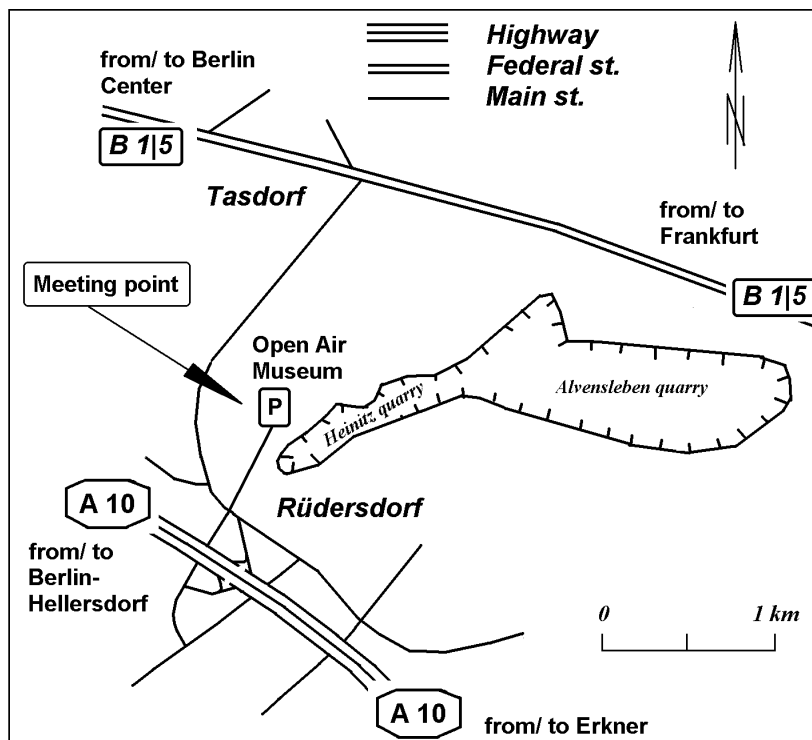 Highway
Federal st.
Main st.
from/ to Berlin
Center
N
B 1|5
Tasdorf
from/ to
Frankfurt
B 1|5
Meeting point
Open Air
Museum
P
Heinitz quarry
Alvensleben quarry
A 10
Rüdersdorf
from/ to
Berlin-
Hellersdorf
0 1 km
A 10
from/ to Erkner